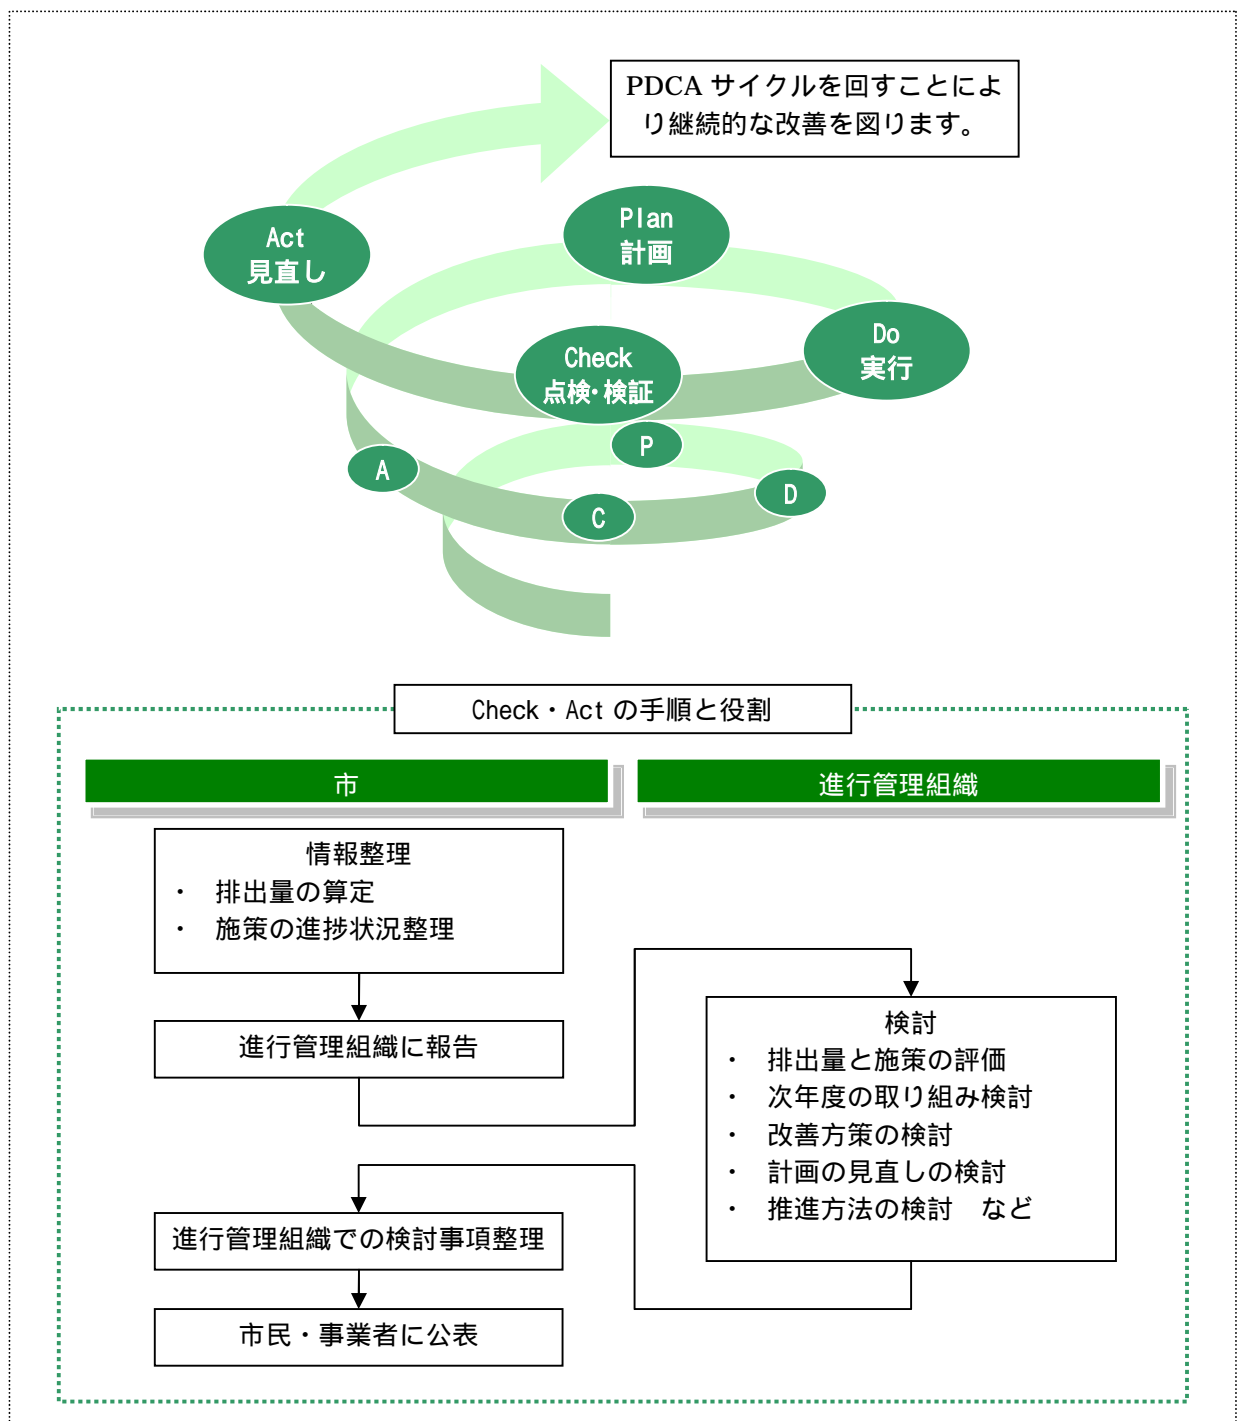 PDCA サイクルを回すことによ
り継続的な改善を図ります。
Plan
計画
Act
見直し
Do
実行
Check
点検・検証
P
A
D
C
Check・Act の手順と役割
市
進行管理組織
情報整理
・ 排出量の算定
・ 施策の進捗状況整理
進行管理組織に報告
検討
・ 排出量と施策の評価
・ 次年度の取り組み検討
・ 改善方策の検討
・ 計画の見直しの検討
・ 推進方法の検討 など
進行管理組織での検討事項整理
市民・事業者に公表